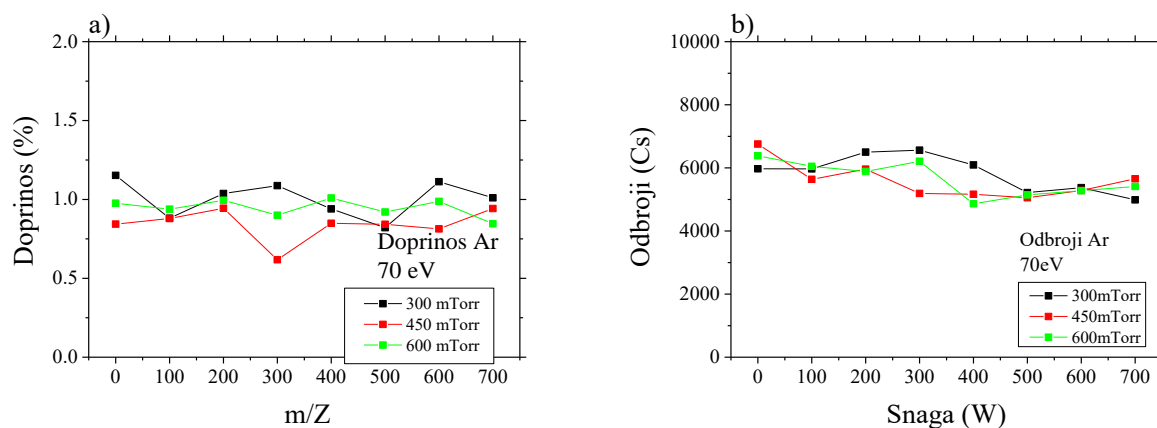 a)
2.0
1.5
1.0
0.5
0.0
Doprinos (%)
0 100 200 300 400 500 600 700
m/Z
Doprinos Ar
70 eV
300 mTorr
450 mTorr
600 mTorr
b)
10000
8000
6000
4000
2000
0
Odbroji (Cs)
0 100 200 300 400 500 600 700
Snaga (W)
Odbroji Ar
70eV
300mTorr
450mTorr
600mTorr